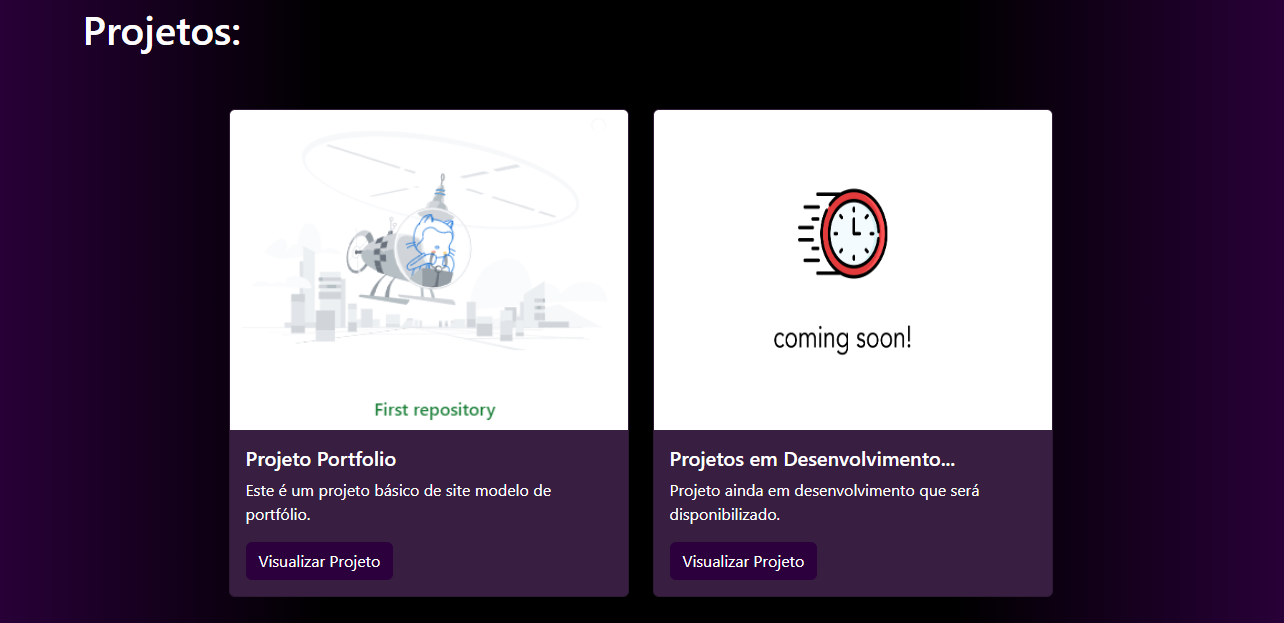 Projetos:
First repository
coming soon!
Projeto Portfolio
Este é um projeto básico de site modelo de
portfólio.
Visualizar Projeto
Projetos em Desenvolvimento...
Projeto ainda em desenvolvimento que será
disponibilizado.
Visualizar Projeto